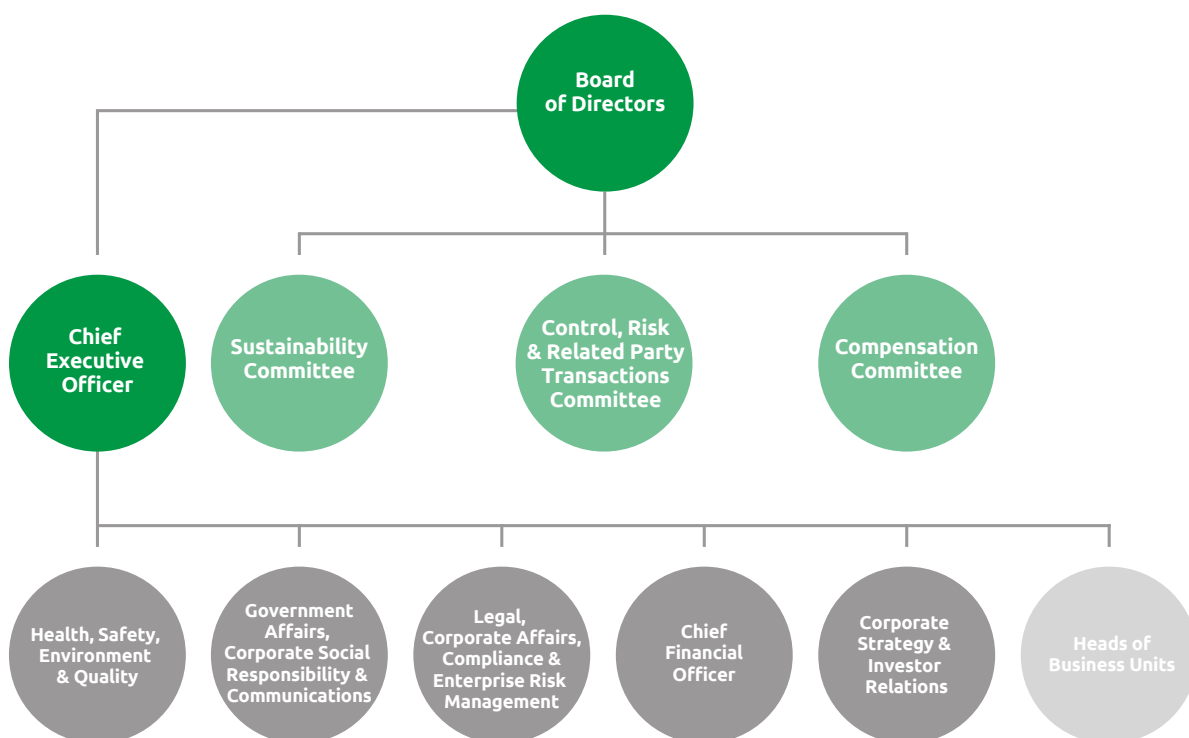 Board
of Directors
Chief
Executive
Officer
Sustainability
Committee
Control, Risk
& Related Party
Transactions
Committee
Compensation
Committee
Health, Safety,
Environment
& Quality
Government
Affairs,
Corporate Social
Responsibility &
Communications
Legal,
Corporate Affairs,
Compliance &
Enterprise Risk
Management
Chief
Financial
Officer
Corporate
Strategy &
Investor
Relations
Heads of
Business Units